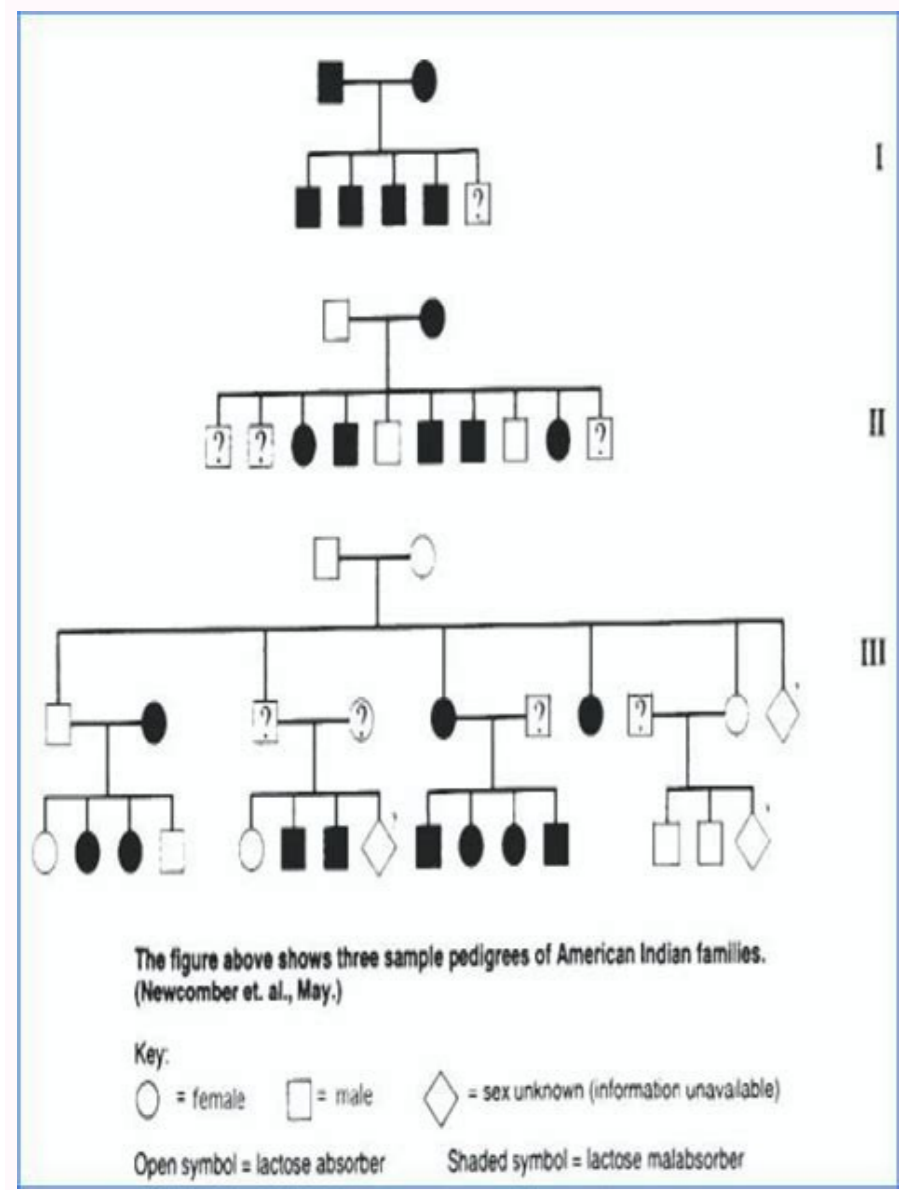 I
?
II
? ? ?
III
? ? ? ?
The figure above shows three sample pedigrees of American Indian families.
(Newcomber et. al., May.)
Key:
= female = male = sex unknown (information unavailable)
Open symbol = lactose absorber Shaded symbol = lactose malabsorber